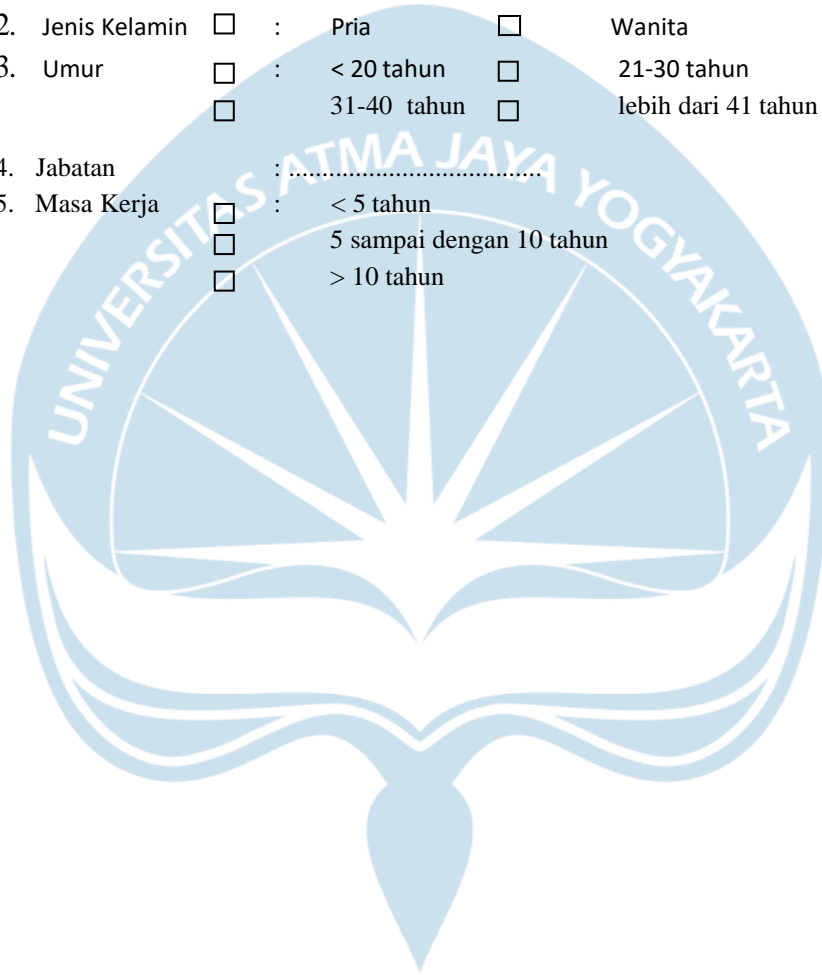 2. Jenis Kelamin ☐ : Pria ☐ Wanita
3. Umur ☐ : < 20 tahun ☐ 21-30 tahun
☐ 31-40 tahun ☐ lebih dari 41 tahun
4. Jabatan : ......................................
5. Masa Kerja ☐ : < 5 tahun
☐ 5 sampai dengan 10 tahun
☐ > 10 tahun
UNIVERSITAS ATMA JAYA YOGYAKARTA